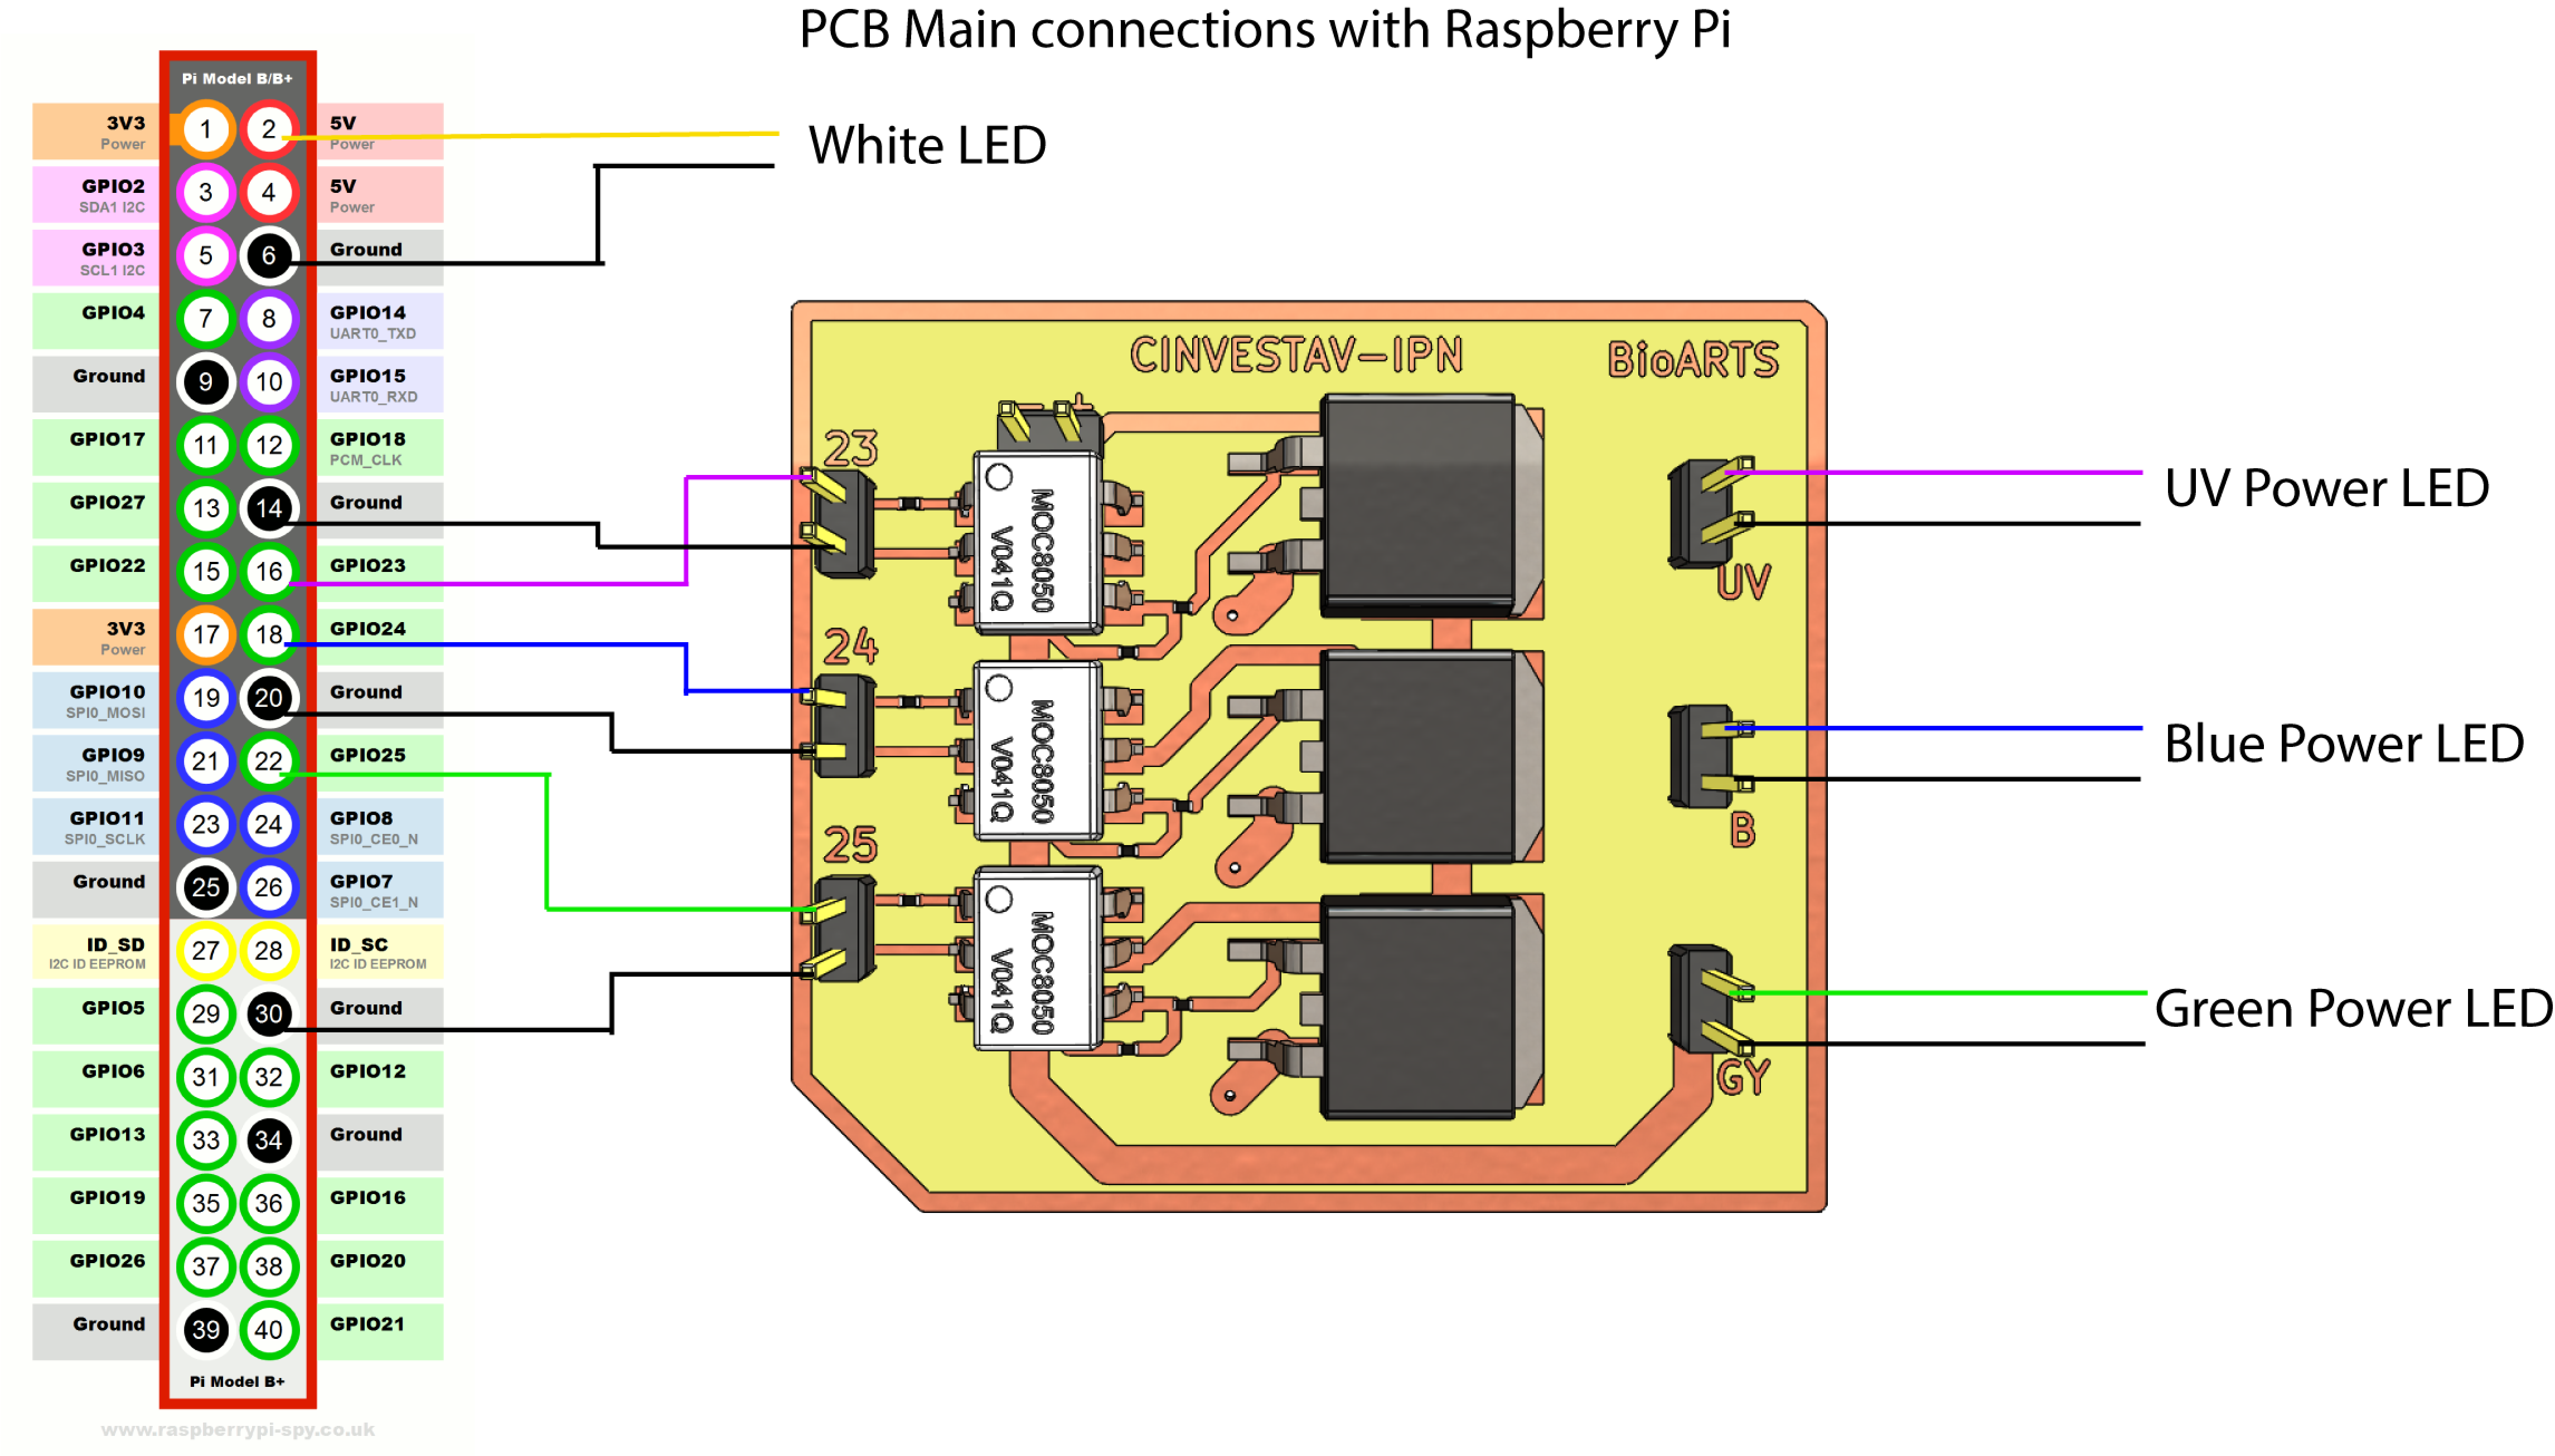 PCB Main connections with Raspberry Pi
Pi Model B/B+
3V3
Power
1
2
5V
Power
GPIO2
SDA1 I2C
3
4
5V
Power
GPIO3
SCL1 I2C
5
6
Ground
GPIO4
7
8
GPIO14
UART0_TXD
Ground
9
10
GPIO15
UART0_RXD
GPIO17
11
12
GPIO18
PCM_CLK
GPIO27
13
14
Ground
GPIO22
15
16
GPIO23
3V3
Power
17
18
GPIO24
GPIO10
SPI0_MOSI
19
20
Ground
GPIO9
SPI0_MISO
21
22
GPIO25
GPIO11
SPI0_SCLK
23
24
GPIO8
SPI0_CE0_N
Ground
25
26
GPIO7
SPI0_CE1_N
ID_SD
I2C ID EEPROM
27
28
ID_SC
I2C ID EEPROM
GPIO5
29
30
Ground
GPIO6
31
32
GPIO12
GPIO13
33
34
Ground
GPIO19
35
36
GPIO16
GPIO26
37
38
GPIO20
Ground
39
40
GPIO21
Pi Model B+
www.raspberrypi-spy.co.uk
White LED
CINVESTAV-IPN
BioARTS
- +
23
MOC8050
V041Q
24
MOC8050
V041Q
25
MOC8050
V041Q
UV
B
GY
UV Power LED
Blue Power LED
Green Power LED